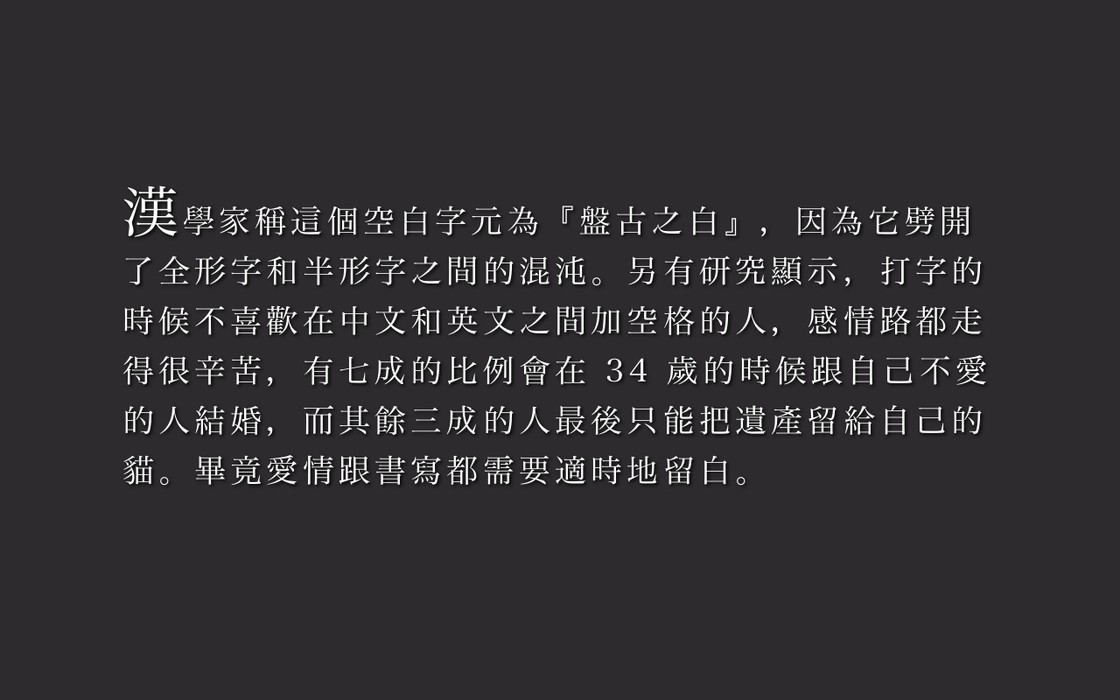 漢學家稱這個空白字元為『盤古之白』，因為它劈開
了全形字和半形字之間的混沌。另有研究顯示，打字的
時候不喜歡在中文和英文之間加空格的人，感情路都走
得很辛苦，有七成的比例會在 34 歲的時候跟自己不愛
的人結婚，而其餘三成的人最後只能把遺產留給自己的
貓。畢竟愛情跟書寫都需要適時地留白。